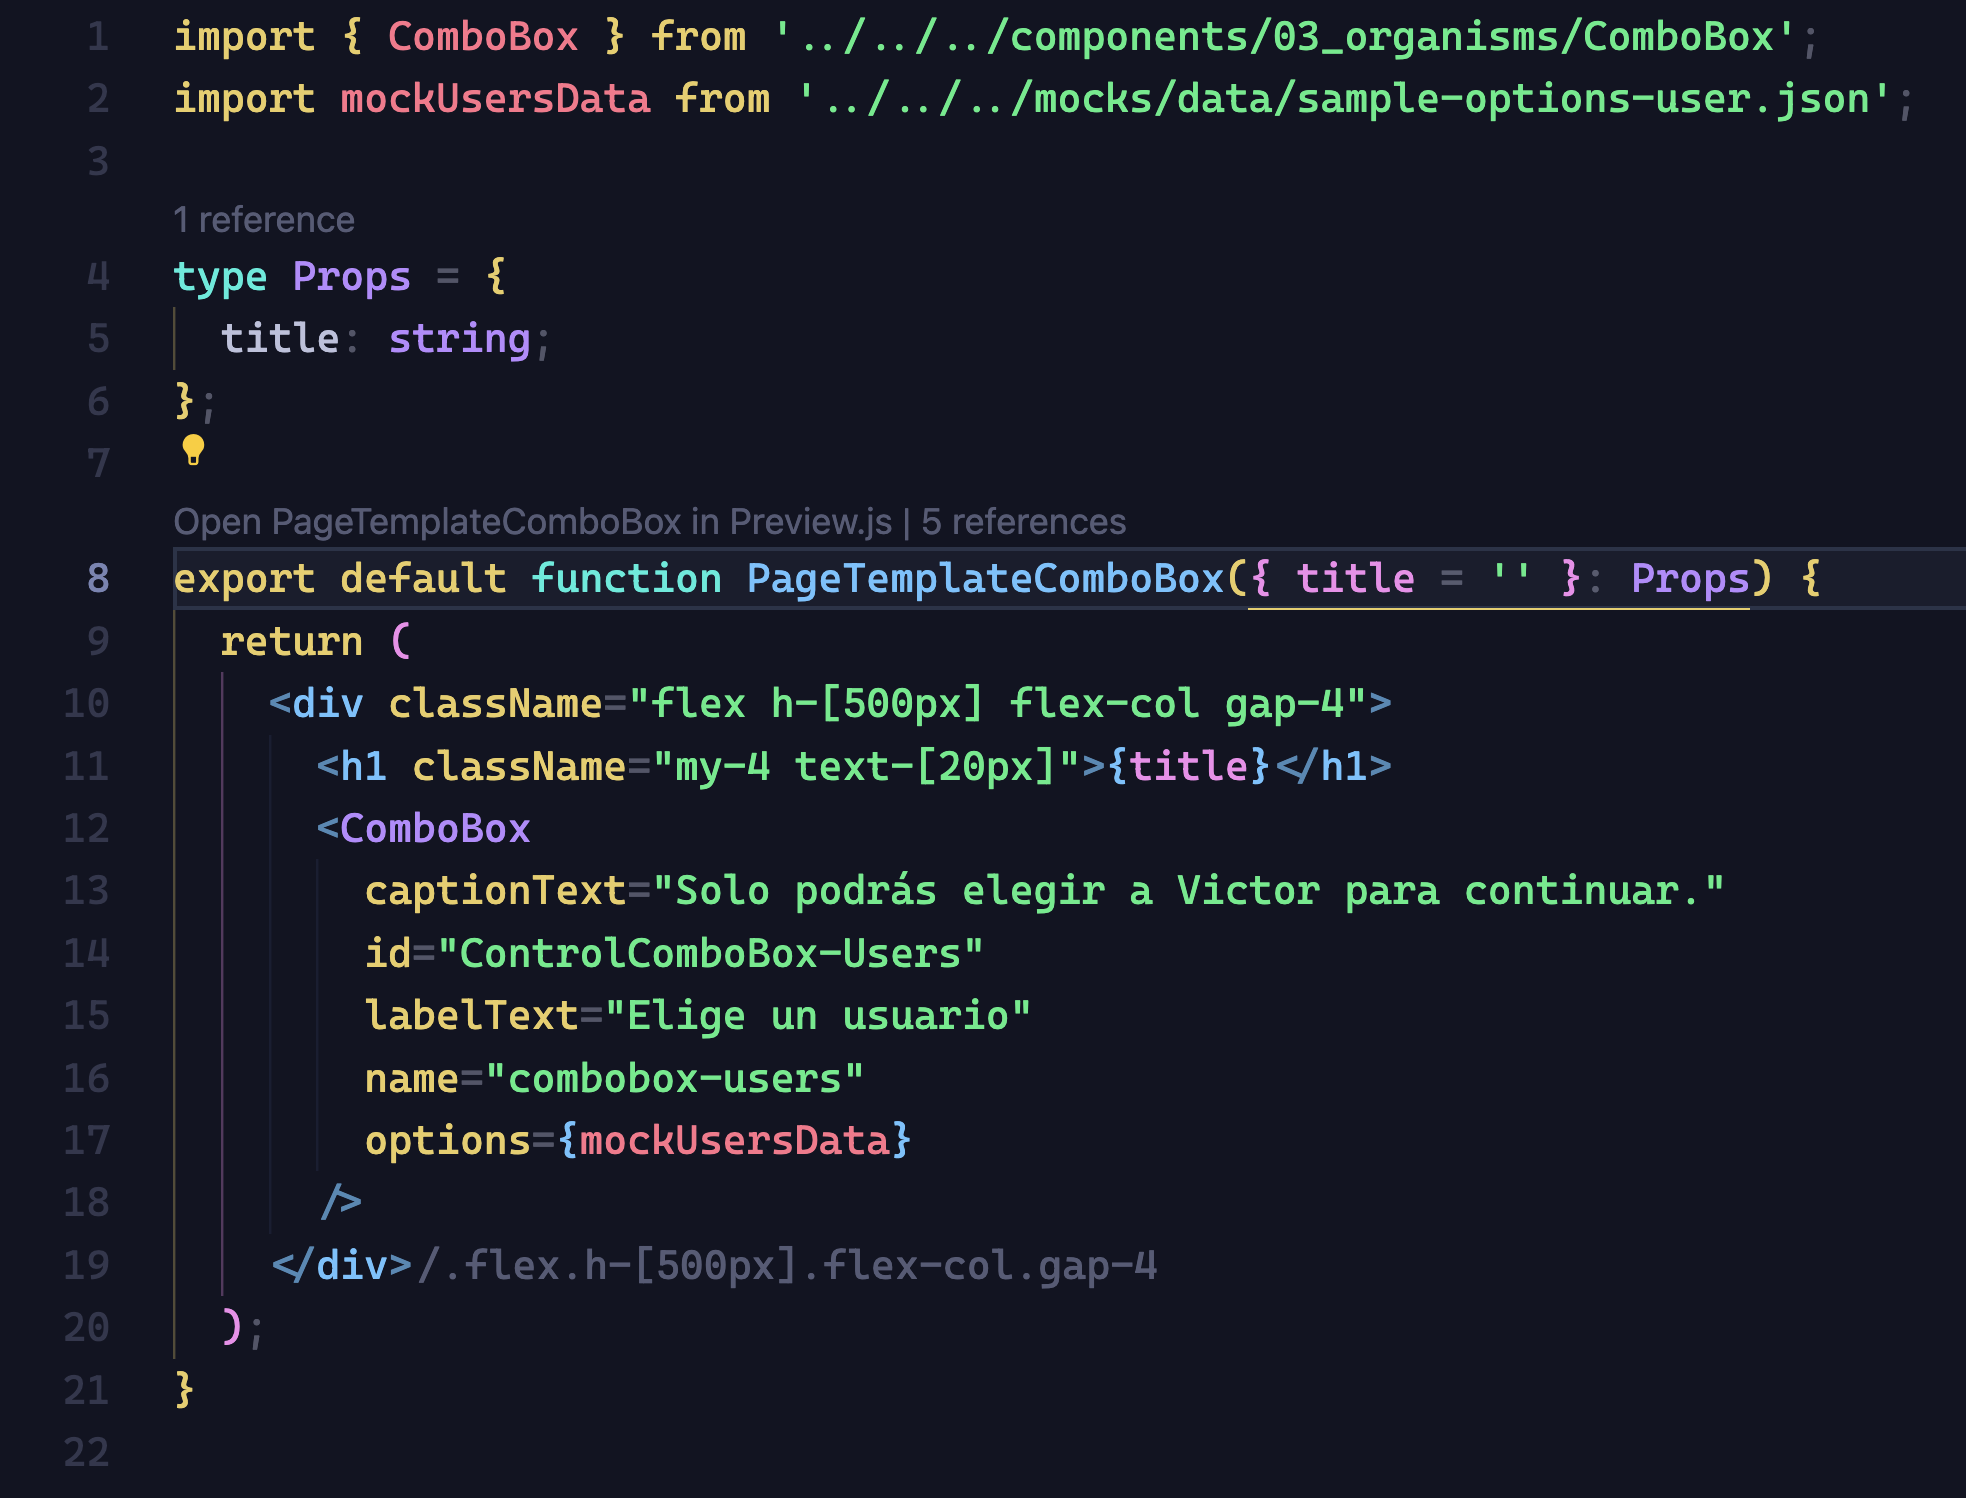 1 import { ComboBox } from '../../../components/03_organisms/ComboBox';
2 import mockUsersData from '../../../mocks/data/sample-options-user.json';
3
1 reference
4 type Props = {
5   title: string;
6 };
7
Open PageTemplateComboBox in Preview.js | 5 references
8 export default function PageTemplateComboBox({ title = '' }: Props) {
9   return (
10     <div className="flex h-[500px] flex-col gap-4">
11       <h1 className="my-4 text-[20px]">{title}</h1>
12       <ComboBox
13         captionText="Solo podrás elegir a Victor para continuar."
14         id="ControlComboBox-Users"
15         labelText="Elige un usuario"
16         name="combobox-users"
17         options={mockUsersData}
18       />
19     </div>/.flex.h-[500px].flex-col.gap-4
20   );
21 }
22